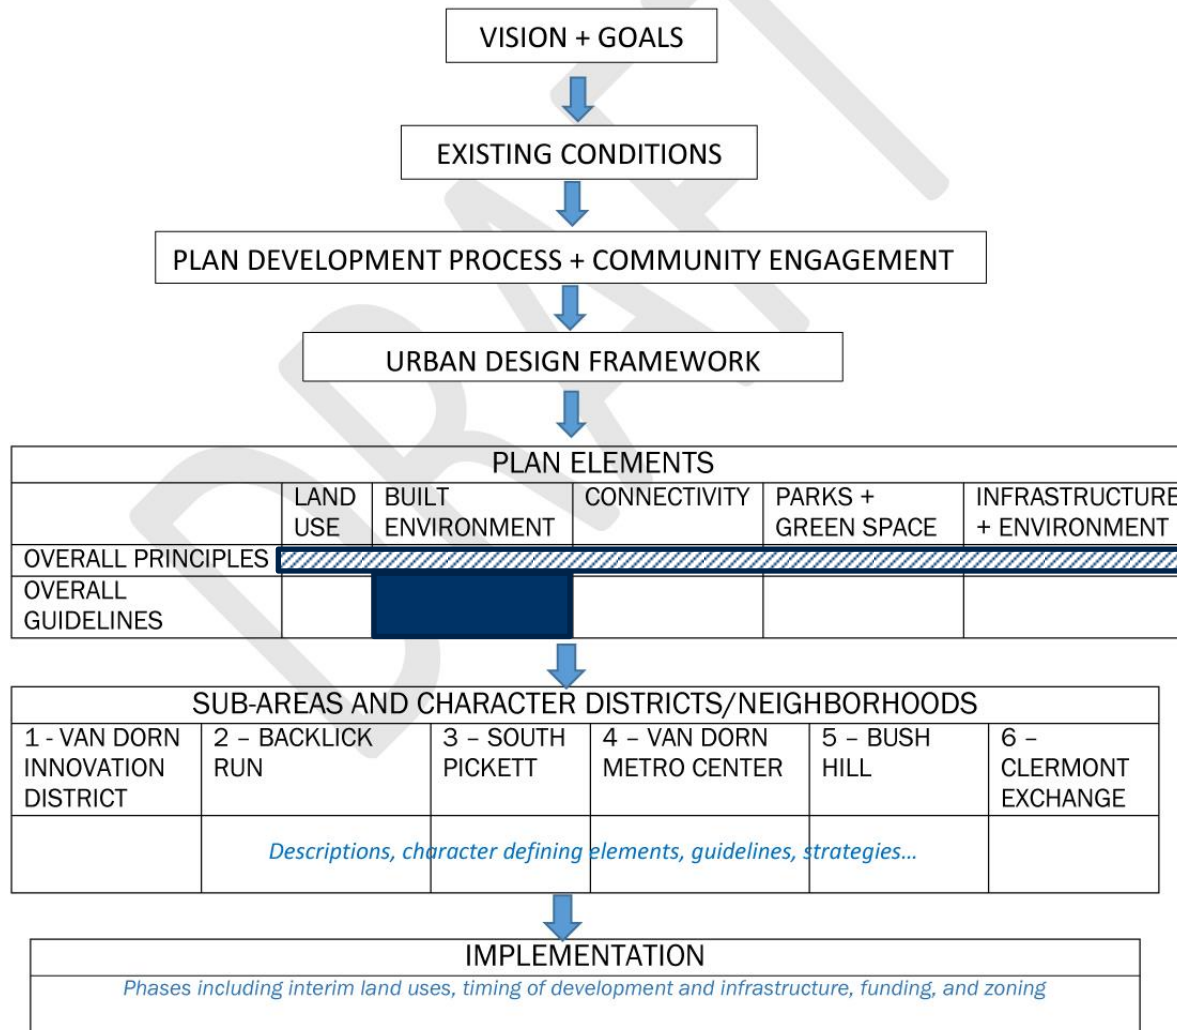 VISION + GOALS
EXISTING CONDITIONS
PLAN DEVELOPMENT PROCESS + COMMUNITY ENGAGEMENT
URBAN DESIGN FRAMEWORK
PLAN ELEMENTS
LAND
USE
BUILT
ENVIRONMENT
CONNECTIVITY
PARKS +
GREEN SPACE
INFRASTRUCTURE
+ ENVIRONMENT
OVERALL PRINCIPLES
OVERALL
GUIDELINES
SUB-AREAS AND CHARACTER DISTRICTS/NEIGHBORHOODS
1 - VAN DORN
INNOVATION
DISTRICT
2 – BACKLICK
RUN
3 – SOUTH
PICKETT
4 – VAN DORN
METRO CENTER
5 – BUSH
HILL
6 –
CLERMONT
EXCHANGE
Descriptions, character defining elements, guidelines, strategies...
IMPLEMENTATION
Phases including interim land uses, timing of development and infrastructure, funding, and zoning
DRAFT